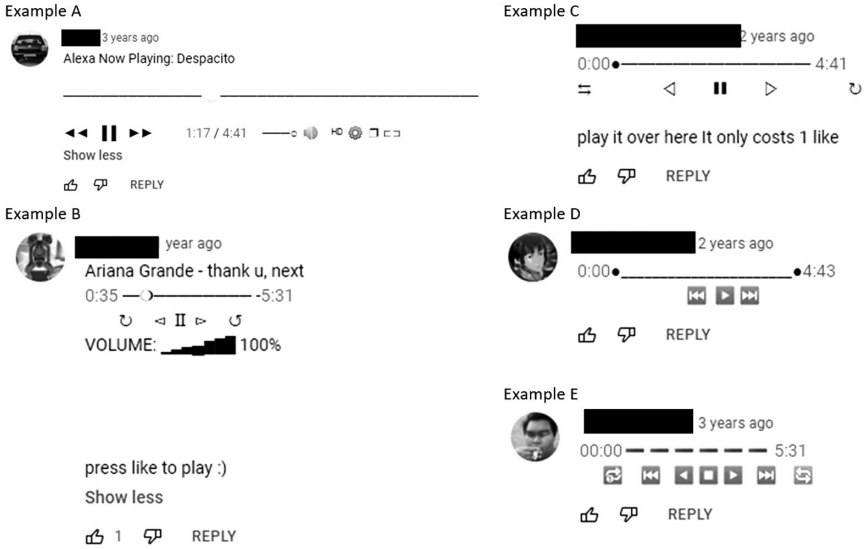 Example A
3 years ago
Alexa Now Playing: Despacito
1:17 / 4:41
HD
Show less
REPLY
Example B
year ago
Ariana Grande - thank u, next
0:35 -5:31
VOLUME: 100%
press like to play :)
Show less
1 REPLY
Example C
2 years ago
0:00 4:41
play it over here It only costs 1 like
REPLY
Example D
2 years ago
0:00 4:43
REPLY
Example E
3 years ago
00:00 5:31
REPLY